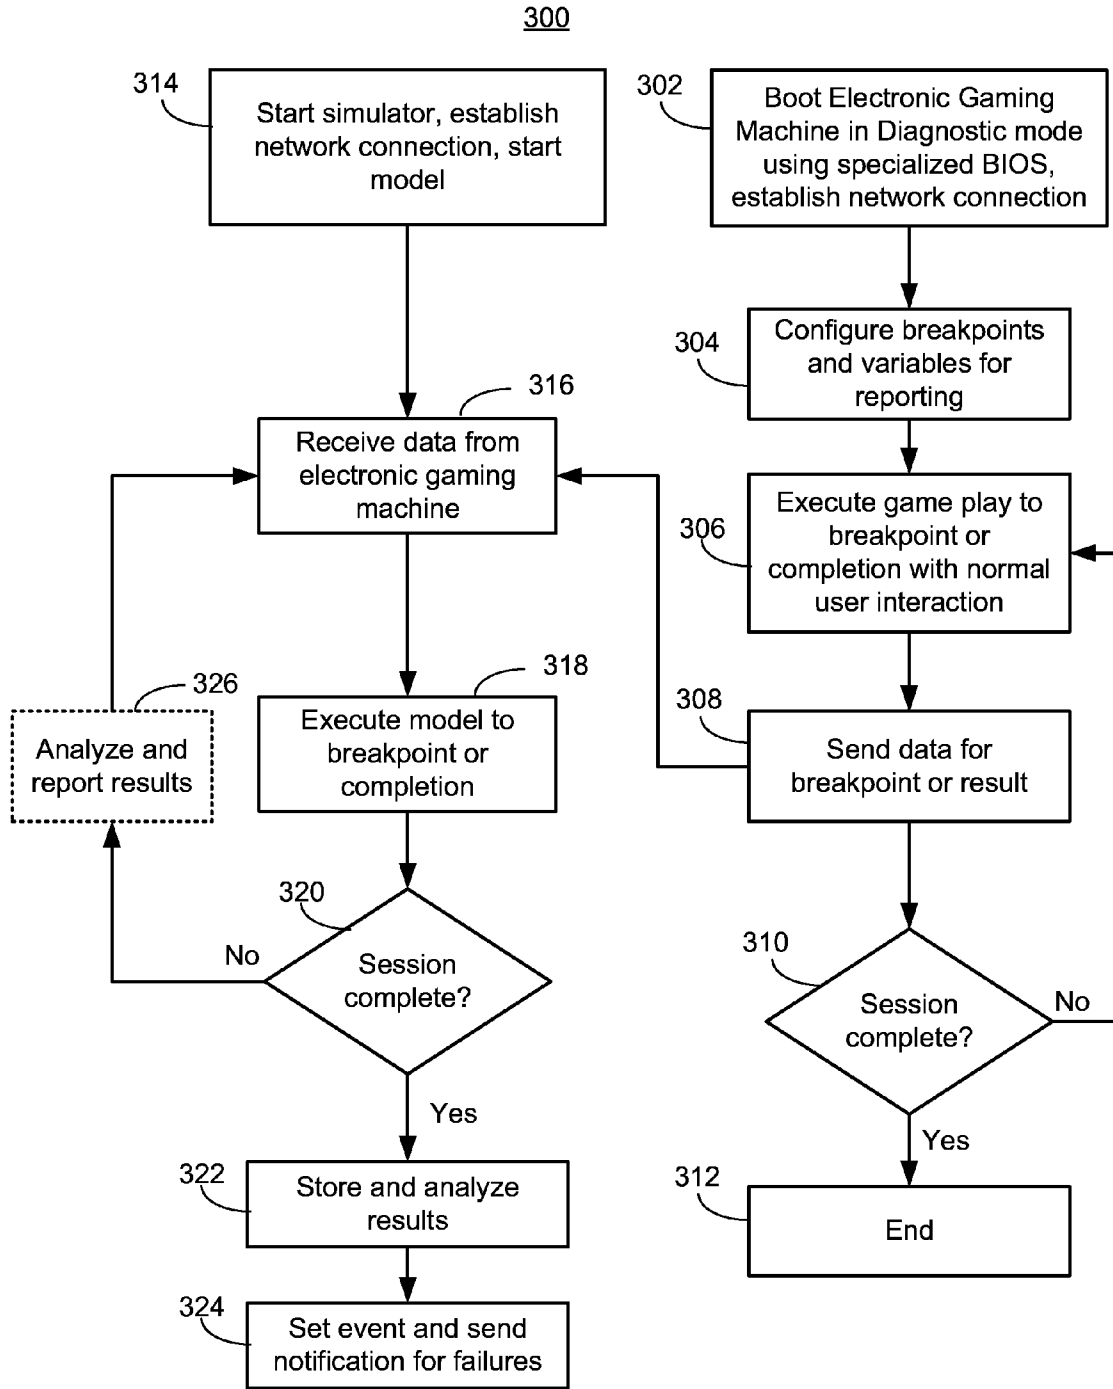 300
314
Start simulator, establish
network connection, start
model
302
Boot Electronic Gaming
Machine in Diagnostic mode
using specialized BIOS,
establish network connection
304
Configure breakpoints
and variables for
reporting
316
Receive data from
electronic gaming
machine
306
Execute game play to
breakpoint or
completion with normal
user interaction
326
Analyze and
report results
318
Execute model to
breakpoint or
completion
308
Send data for
breakpoint or result
320
Session
complete?
No
Yes
310
Session
complete?
No
Yes
322
Store and analyze
results
312
End
324
Set event and send
notification for failures